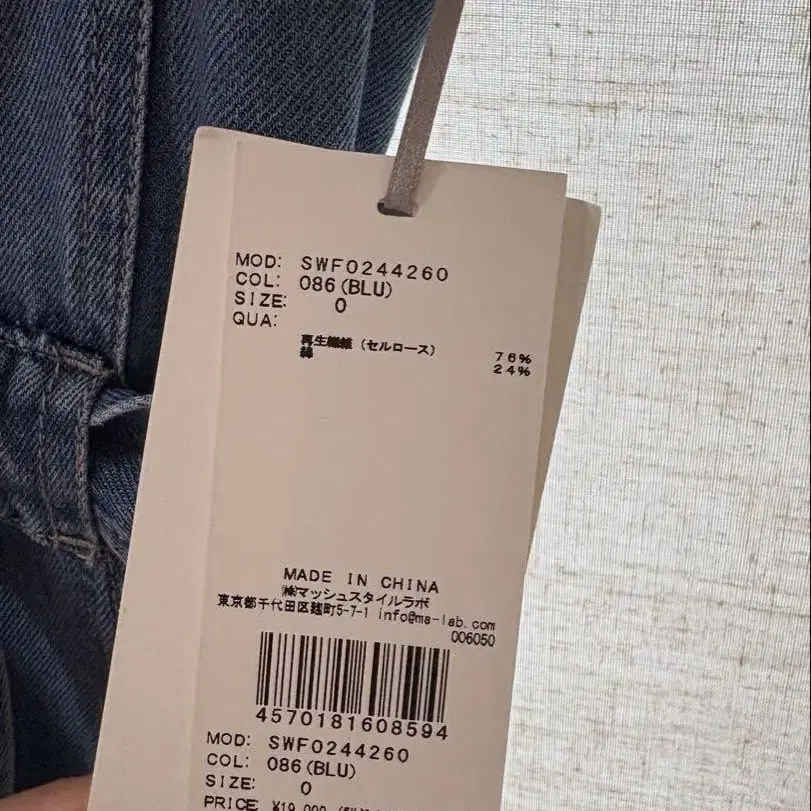 MOD: SWF0244260
COL: 086(BLU)
SIZE: 0
QUA:
再生繊維(セルロース) 76%
綿 24%
MADE IN CHINA
㈱マッシュスタイルラボ
東京都千代田区麹町5-7-1 info@ms-lab.com
006050
4570181608594
MOD: SWF0244260
COL: 086(BLU)
SIZE: 0
PRICE: ¥19,000